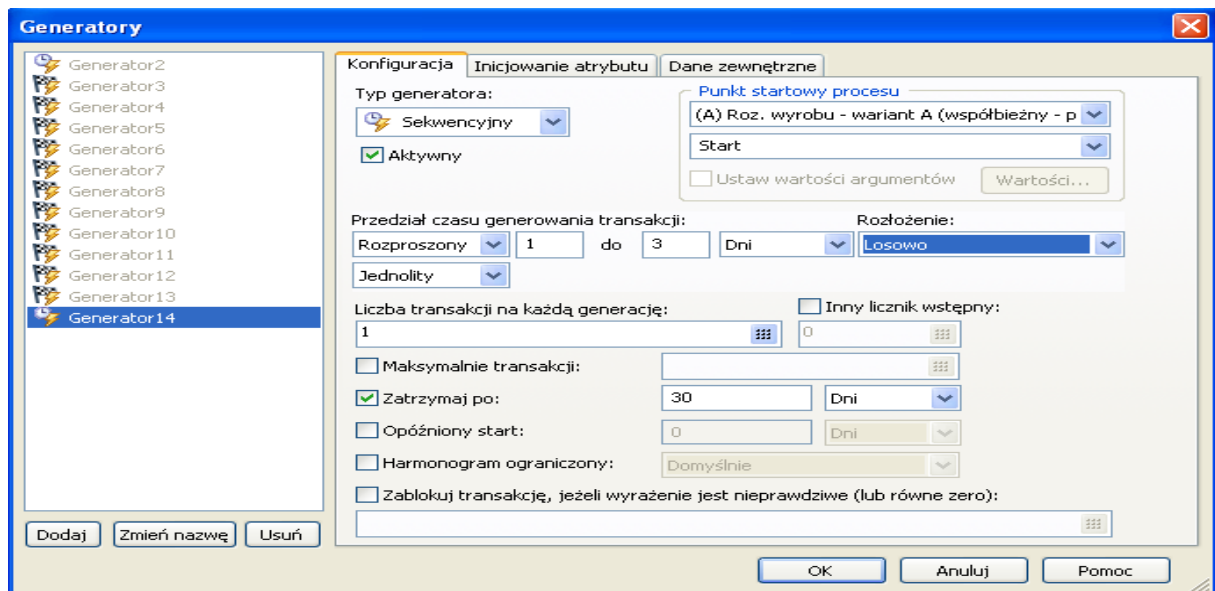 Generatory
Generator2
Generator3
Generator4
Generator5
Generator6
Generator7
Generator8
Generator9
Generator10
Generator11
Generator12
Generator13
Generator14
Dodaj Zmień nazwę Usuń
Konfiguracja Inicjowanie atrybutu Dane zewnętrzne
Typ generatora:
Sekwencyjny
Aktywny
Punkt startowy procesu
(A) Roz. wyrobu - wariant A (współbieżny - p
Start
Ustaw wartości argumentów Wartości...
Przedział czasu generowania transakcji: Rozłożenie:
Rozproszony 1 do 3 Dni Losowo
Jednolity
Liczba transakcji na każdą generację: Inny licznik wstępny:
1 0
Maksymalnie transakcji:
Zatrzymaj po: 30 Dni
Opóźniony start: 0 Dni
Harmonogram ograniczony: Domyślnie
Zablokuj transakcję, jeżeli wyrażenie jest nieprawdziwe (lub równe zero):
OK Anuluj Pomoc